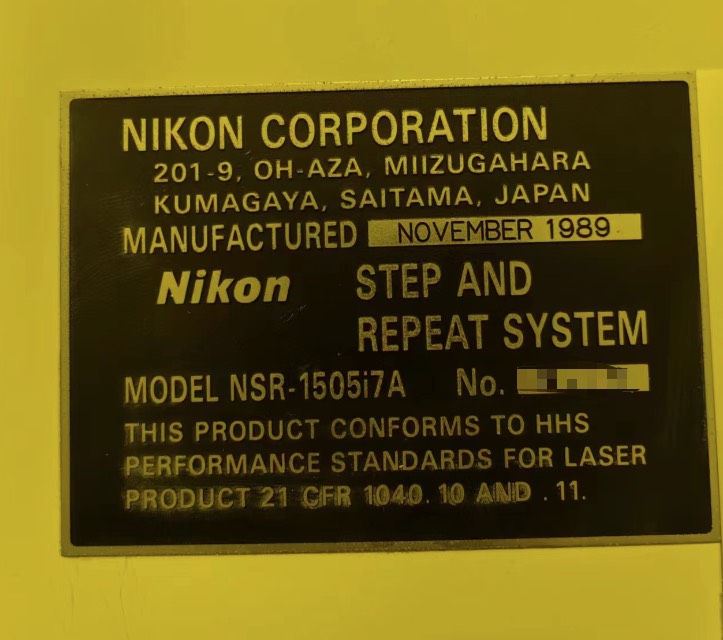 NIKON CORPORATION
201-9, OH-AZA, MIIZUGAHARA
KUMAGAYA, SAITAMA, JAPAN
MANUFACTURED NOVEMBER 1989
Nikon STEP AND
REPEAT SYSTEM
MODEL NSR-1505i7A No.
THIS PRODUCT CONFORMS TO HHS
PERFORMANCE STANDARDS FOR LASER
PRODUCT 21 CFR 1040.10 AND .11.